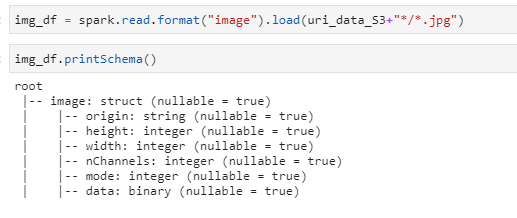 img_df = spark.read.format("image").load(uri_data_S3+"*/*.jpg")
img_df.printSchema()
root
 |-- image: struct (nullable = true)
 |    |-- origin: string (nullable = true)
 |    |-- height: integer (nullable = true)
 |    |-- width: integer (nullable = true)
 |    |-- nChannels: integer (nullable = true)
 |    |-- mode: integer (nullable = true)
 |    |-- data: binary (nullable = true)